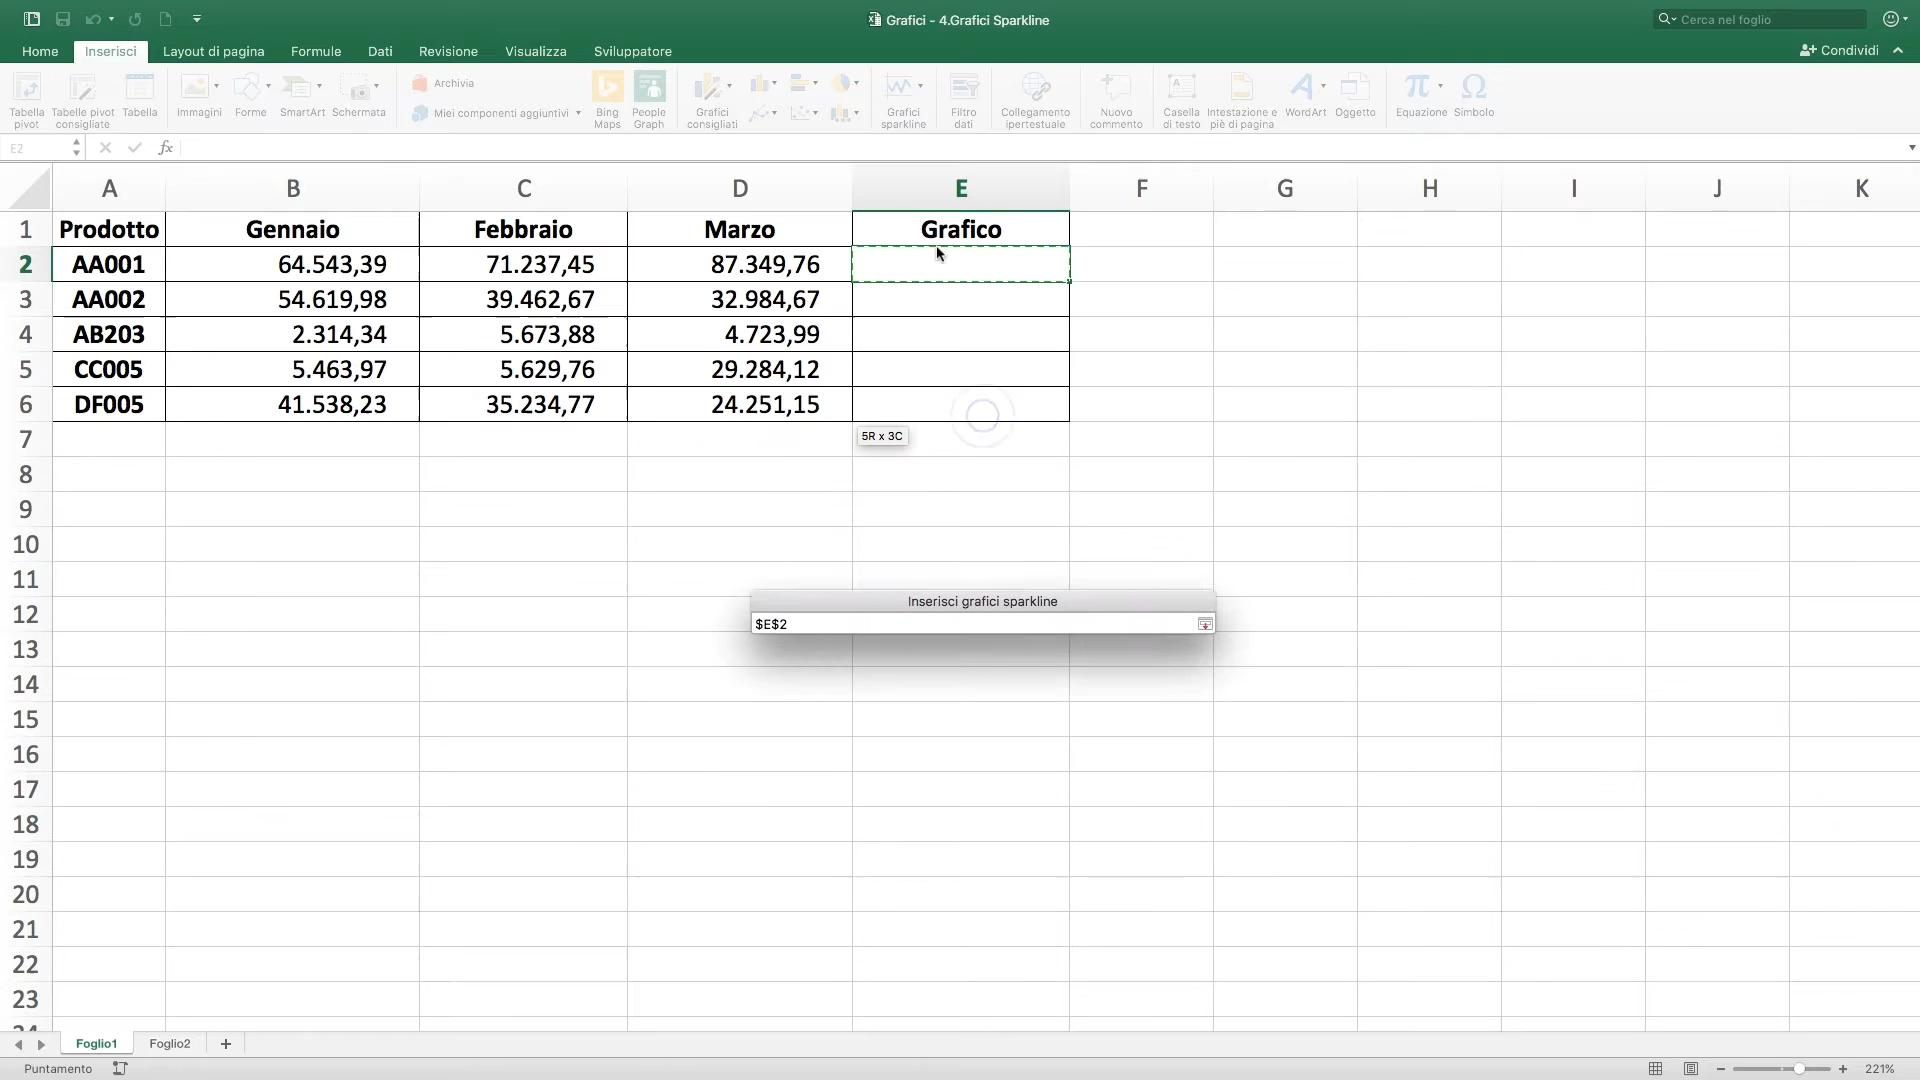 Grafici - 4.Grafici Sparkline
Cerca nel foglio
Home Inserisci Layout di pagina Formule Dati Revisione Visualizza Sviluppatore
Condividi
Tabella pivot
Tabelle pivot consigliate
Tabella
Immagini
Forme
SmartArt
Schermata
Archivia
Miei componenti aggiuntivi
Bing Maps
People Graph
Grafici consigliati
Grafici sparkline
Filtro dati
Collegamento ipertestuale
Nuovo commento
Casella di testo
Intestazione e piè di pagina
WordArt
Oggetto
Equazione
Simbolo
E2 fx
A B C D E F G H I J K
1 Prodotto Gennaio Febbraio Marzo Grafico
2 AA001 64.543,39 71.237,45 87.349,76
3 AA002 54.619,98 39.462,67 32.984,67
4 AB203 2.314,34 5.673,88 4.723,99
5 CC005 5.463,97 5.629,76 29.284,12
6 DF005 41.538,23 35.234,77 24.251,15
5R x 3C
7
8
9
10
11
12
Inserisci grafici sparkline
$E$2
13
14
15
16
17
18
19
20
21
22
23
24
Foglio1 Foglio2 +
Puntamento
221%